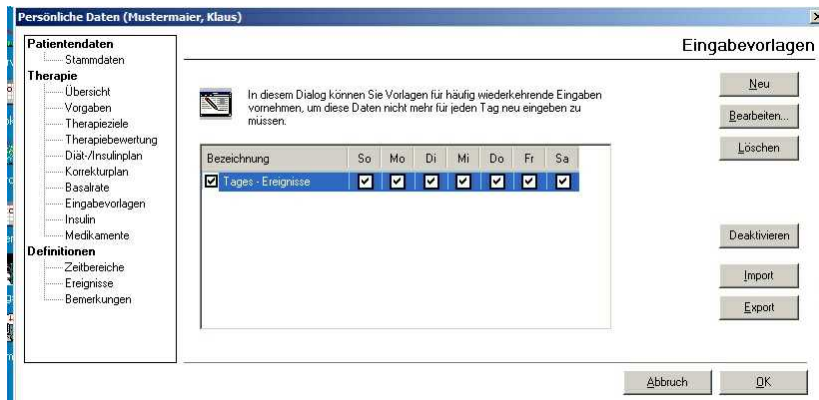 Persönliche Daten (Mustermaier, Klaus)
Patientendaten
Stammdaten
Therapie
Übersicht
Vorgaben
Therapieziele
Therapiebewertung
Diät-/Insulinplan
Korrekturplan
Basalrate
Eingabevorlagen
Insulin
Medikamente
Definitionen
Zeitbereiche
Ereignisse
Bemerkungen
Eingabevorlagen
In diesem Dialog können Sie Vorlagen für häufig wiederkehrende Eingaben
vornehmen, um diese Daten nicht mehr für jeden Tag neu eingeben zu
müssen.
Bezeichnung So Mo Di Mi Do Fr Sa
Tages - Ereignisse
Neu
Bearbeiten...
Löschen
Deaktivieren
Import
Export
Abbruch OK